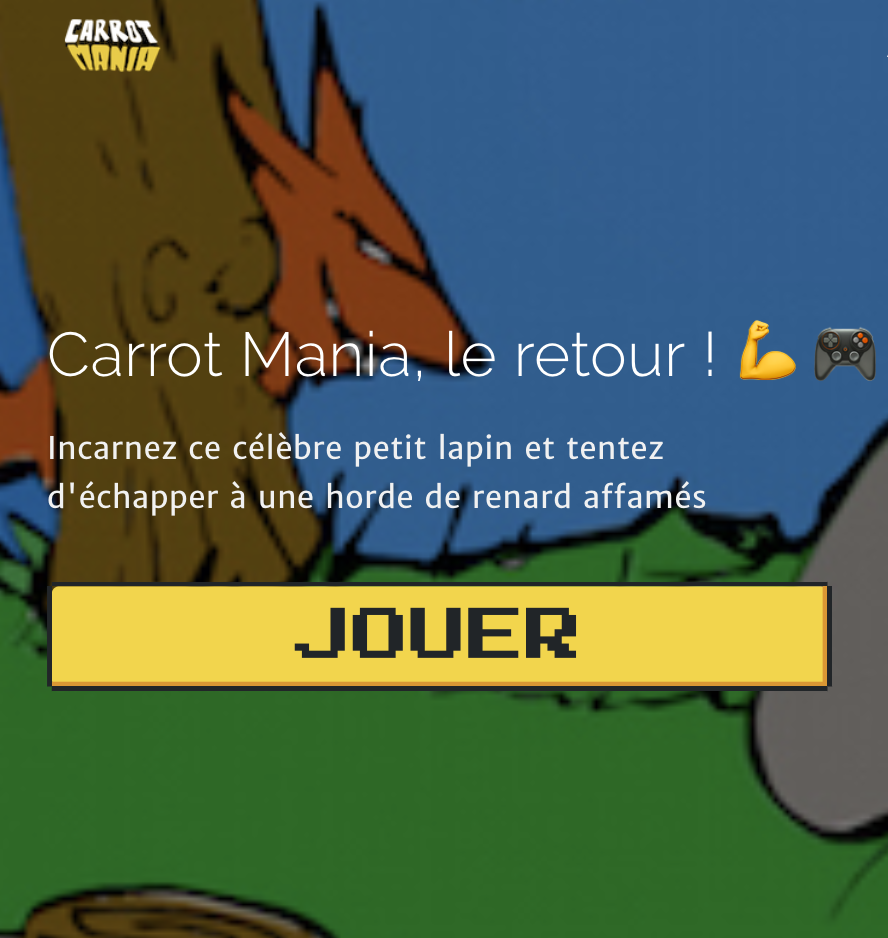 CARROT
MANIA
Carrot Mania, le retour ! 💪 🎮
Incarnez ce célèbre petit lapin et tentez
d'échapper à une horde de renard affamés
JOUER